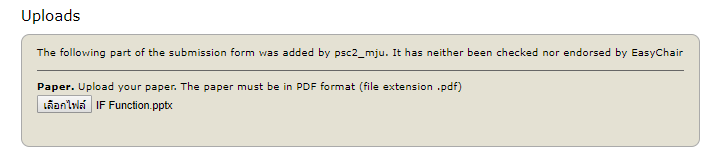 Uploads
The following part of the submission form was added by psc2_mju. It has neither been checked nor endorsed by EasyChair
Paper. Upload your paper. The paper must be in PDF format (file extension .pdf)
เลือกไฟล์ IF Function.pptx